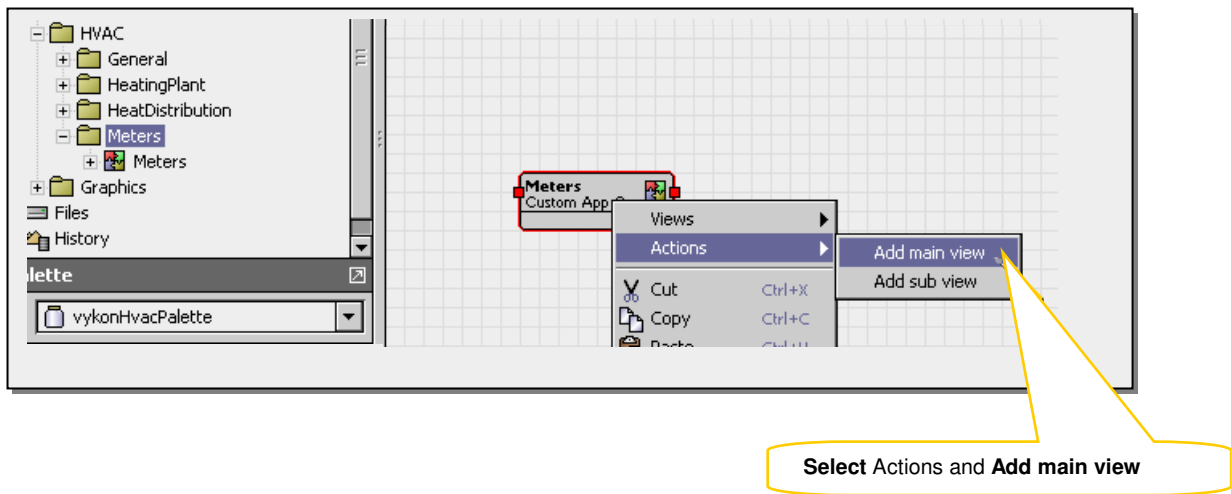 HVAC
General
HeatingPlant
HeatDistribution
Meters
Meters
Graphics
Files
History
lette
vykonHvacPalette
Meters
Custom App
Views
Actions
Cut Ctrl+X
Copy Ctrl+C
Paste
Add main view
Add sub view
Select Actions and Add main view